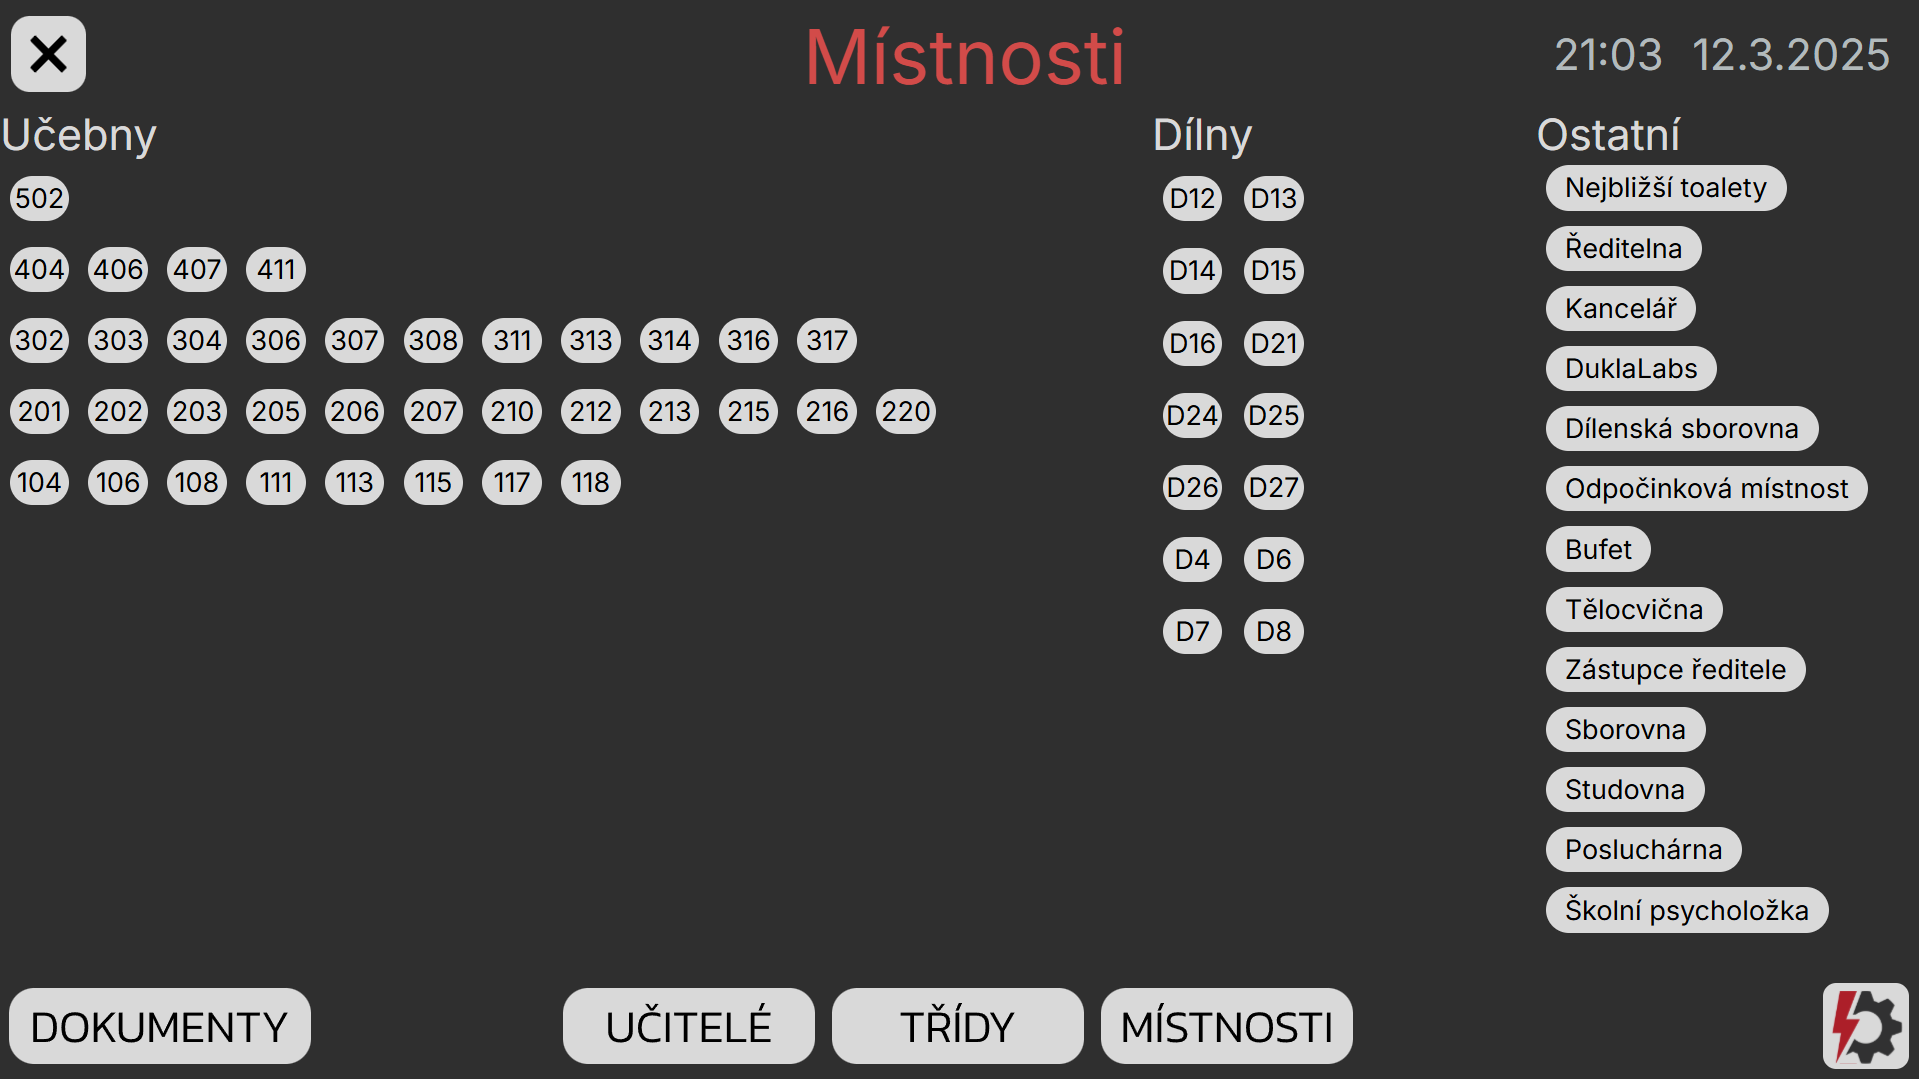 Místnosti
21:03 12.3.2025
Učebny
502
404 406 407 411
302 303 304 306 307 308 311 313 314 316 317
201 202 203 205 206 207 210 212 213 215 216 220
104 106 108 111 113 115 117 118
Dílny
D12 D13
D14 D15
D16 D21
D24 D25
D26 D27
D4 D6
D7 D8
Ostatní
Nejbližší toalety
Ředitelna
Kancelář
DuklaLabs
Dílenská sborovna
Odpočinková místnost
Bufet
Tělocvična
Zástupce ředitele
Sborovna
Studovna
Posluchárna
Školní psycholožka
DOKUMENTY UČITELÉ TŘÍDY MÍSTNOSTI